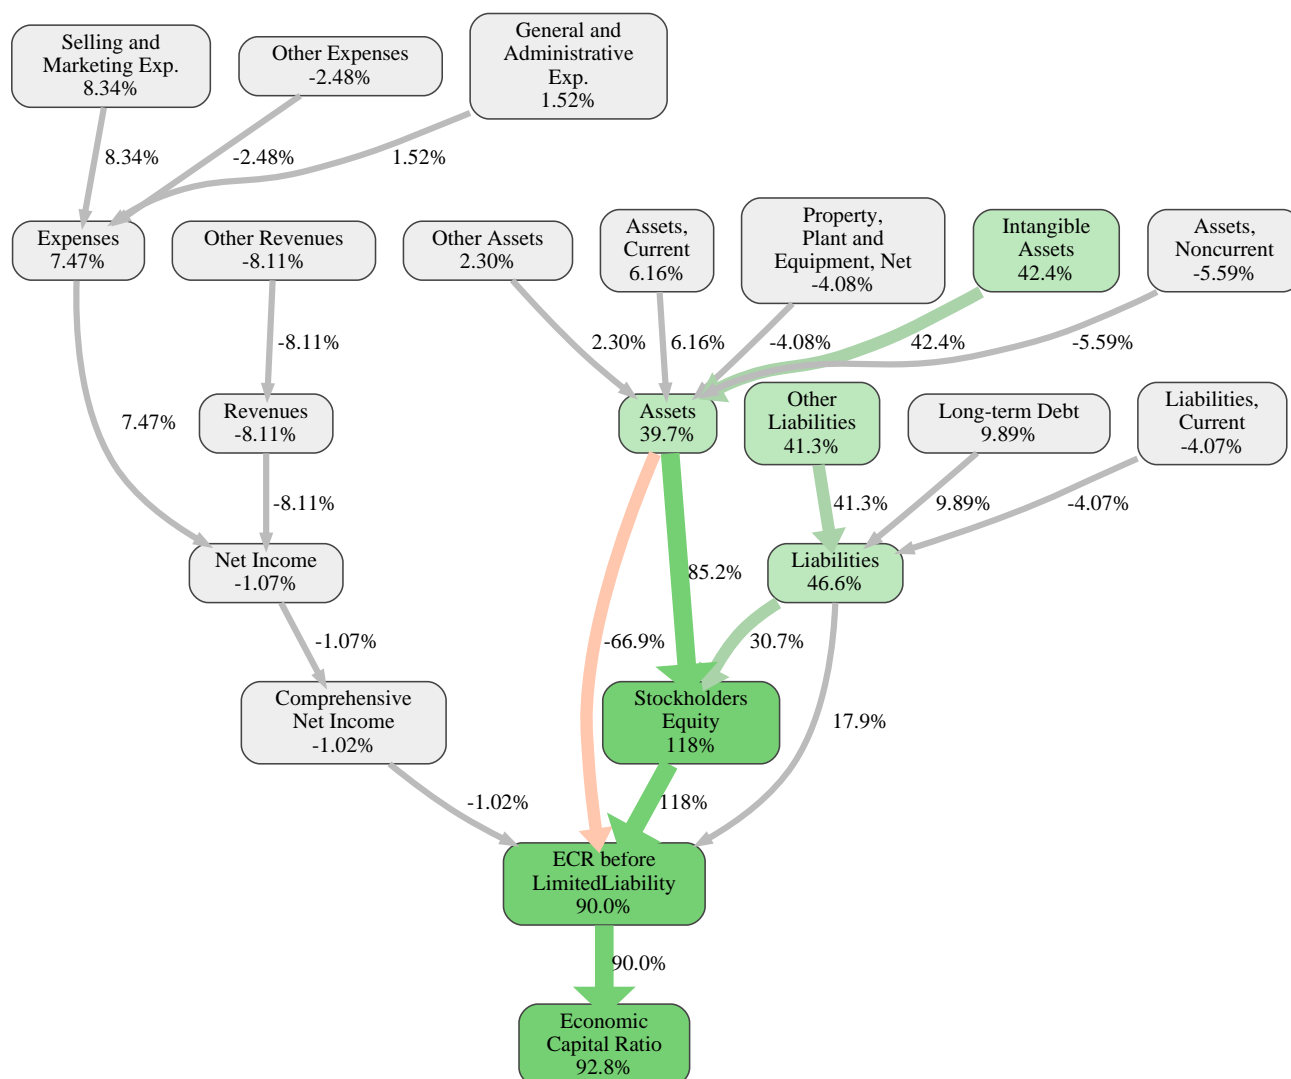 Selling and
Marketing Exp.
8.34%
Other Expenses
-2.48%
General and
Administrative
Exp.
1.52%
8.34%
-2.48%
1.52%
Expenses
7.47%
Other Revenues
-8.11%
Other Assets
2.30%
Assets,
Current
6.16%
Property,
Plant and
Equipment, Net
-4.08%
Intangible
Assets
42.4%
Assets,
Noncurrent
-5.59%
-8.11%
2.30%
6.16%
-4.08%
42.4%
-5.59%
7.47%
Revenues
-8.11%
Assets
39.7%
Other
Liabilities
41.3%
Long-term Debt
9.89%
Liabilities,
Current
-4.07%
-8.11%
41.3%
9.89%
-4.07%
Net Income
-1.07%
85.2%
Liabilities
46.6%
-1.07%
-66.9%
30.7%
Comprehensive
Net Income
-1.02%
Stockholders
Equity
118%
17.9%
-1.02%
118%
ECR before
LimitedLiability
90.0%
90.0%
Economic
Capital Ratio
92.8%